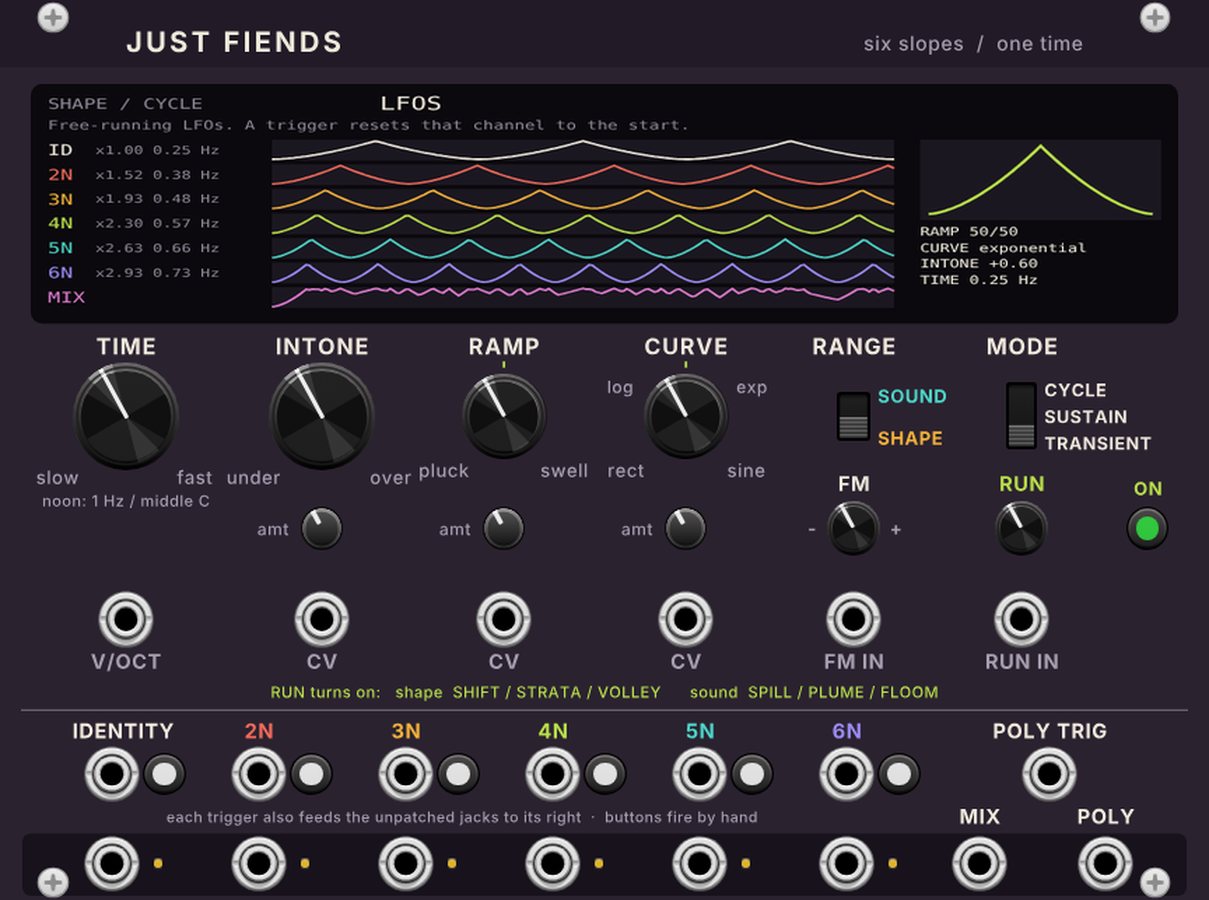 JUST FIENDS
six slopes / one time
SHAPE / CYCLE LFOS
Free-running LFOs. A trigger resets that channel to the start.
ID x1.00 0.25 Hz
2N x1.52 0.38 Hz
3N x1.93 0.48 Hz
4N x2.30 0.57 Hz
5N x2.63 0.66 Hz
6N x2.93 0.73 Hz
MIX
RAMP 50/50
CURVE exponential
INTONE +0.60
TIME 0.25 Hz
TIME INTONE RAMP CURVE RANGE MODE
log exp
SOUND
SHAPE
CYCLE
SUSTAIN
TRANSIENT
slow fast under over pluck swell rect sine
noon: 1 Hz / middle C
FM RUN ON
amt amt amt - +
V/OCT CV CV CV FM IN RUN IN
RUN turns on: shape SHIFT / STRATA / VOLLEY sound SPILL / PLUME / FLOOM
IDENTITY 2N 3N 4N 5N 6N POLY TRIG
each trigger also feeds the unpatched jacks to its right · buttons fire by hand
MIX POLY